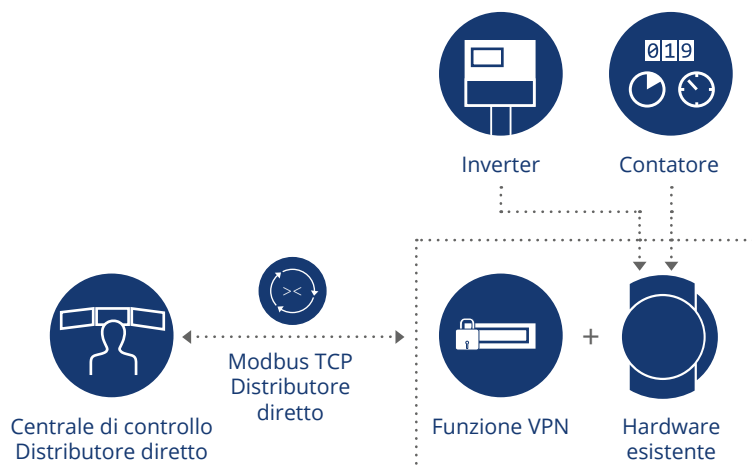 019
Inverter
Contatore
><
Modbus TCP
Distributore
diretto
+
Centrale di controllo
Distributore diretto
Funzione VPN
Hardware
esistente